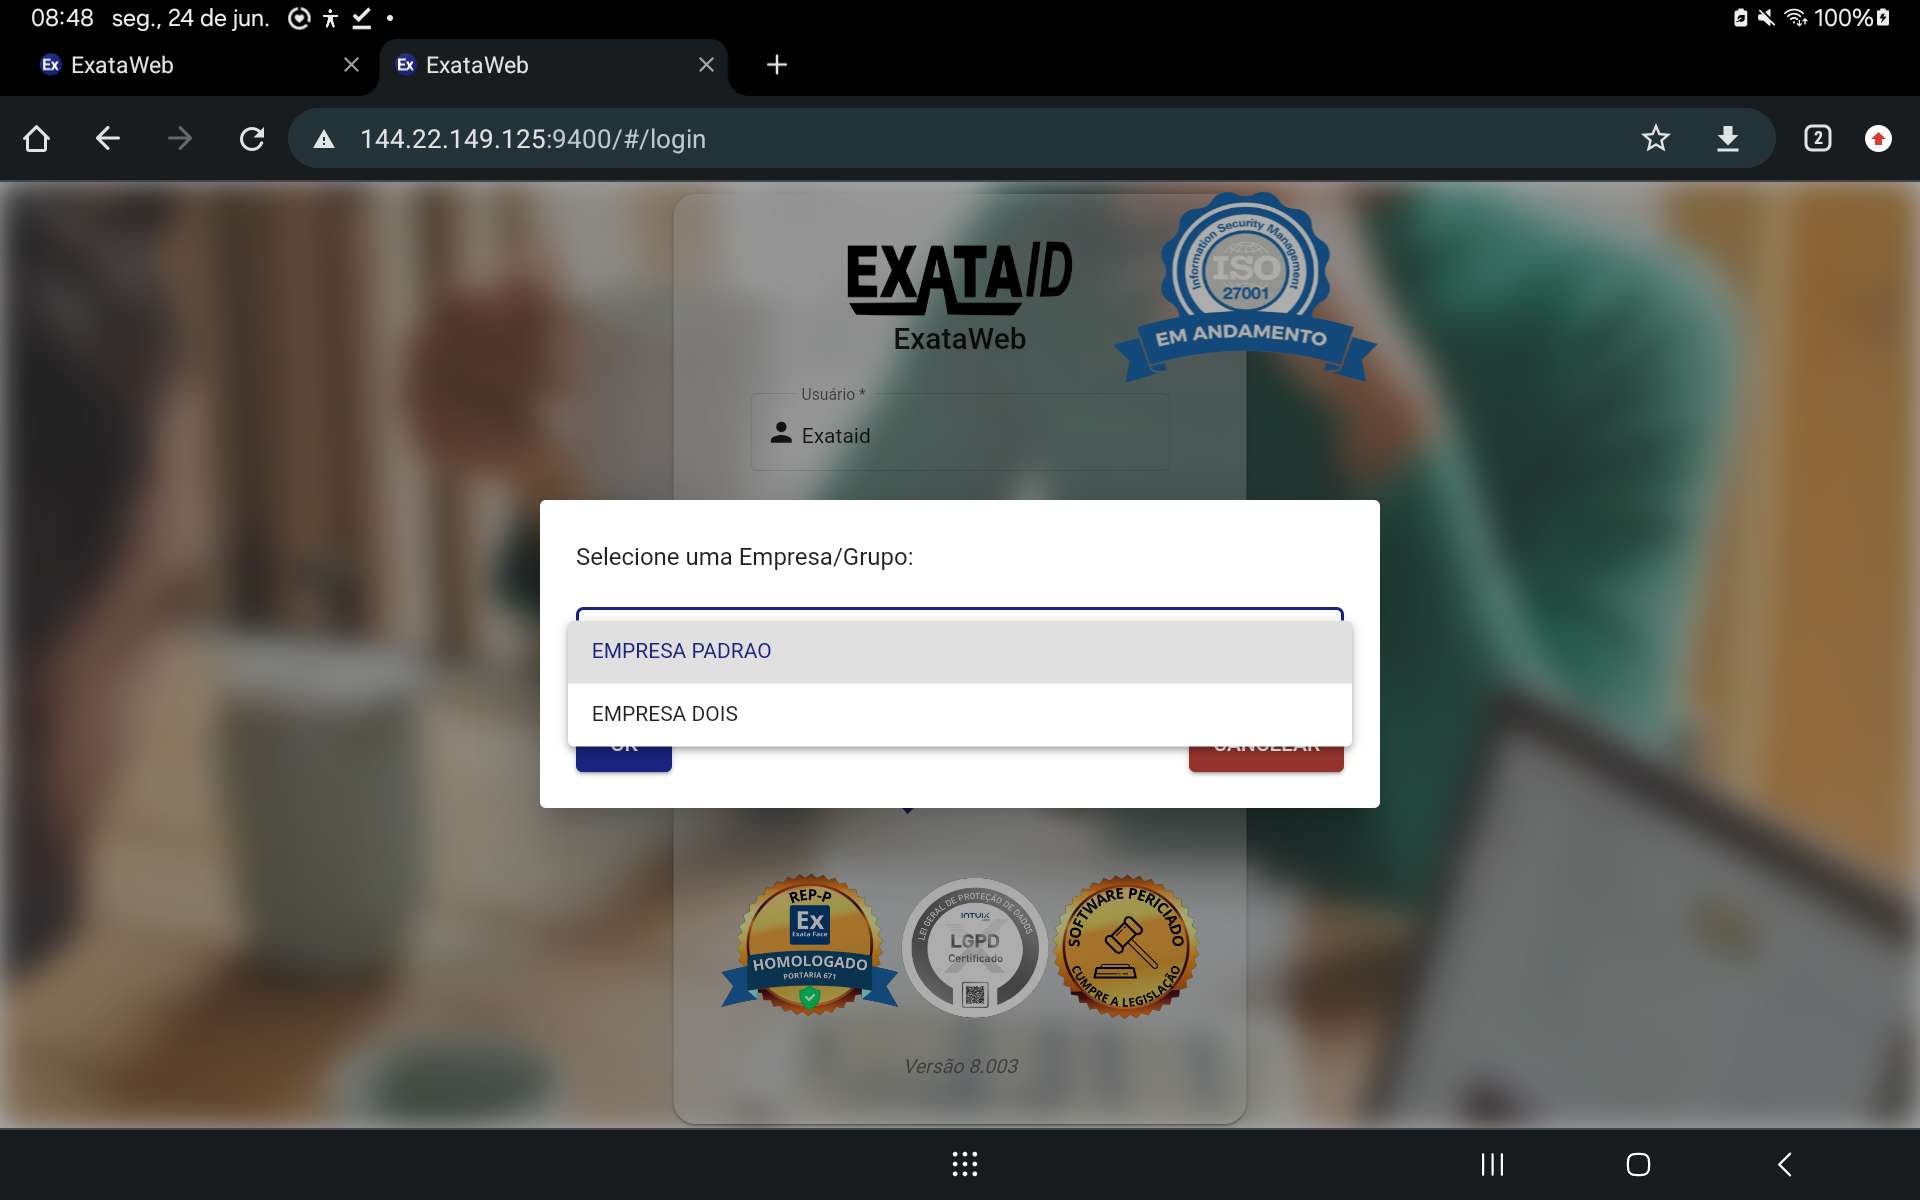 08:48 seg., 24 de jun. 100%
Ex ExataWeb
Ex ExataWeb
144.22.149.125:9400/#/login
2
EXATAID
ExataWeb
Information Security Management
ISO
27001
EM ANDAMENTO
Usuário *
Exataid
Selecione uma Empresa/Grupo:
EMPRESA PADRAO
EMPRESA DOIS
OK
CANCELAR
REP-P
Ex
Exata Face
HOMOLOGADO
PORTARIA 671
LEI GERAL DE PROTEÇÃO DE DADOS
INTUIX
LGPD
Certificado
SOFTWARE PERICIADO
CUMPRE A LEGISLAÇÃO
Versão 8.003